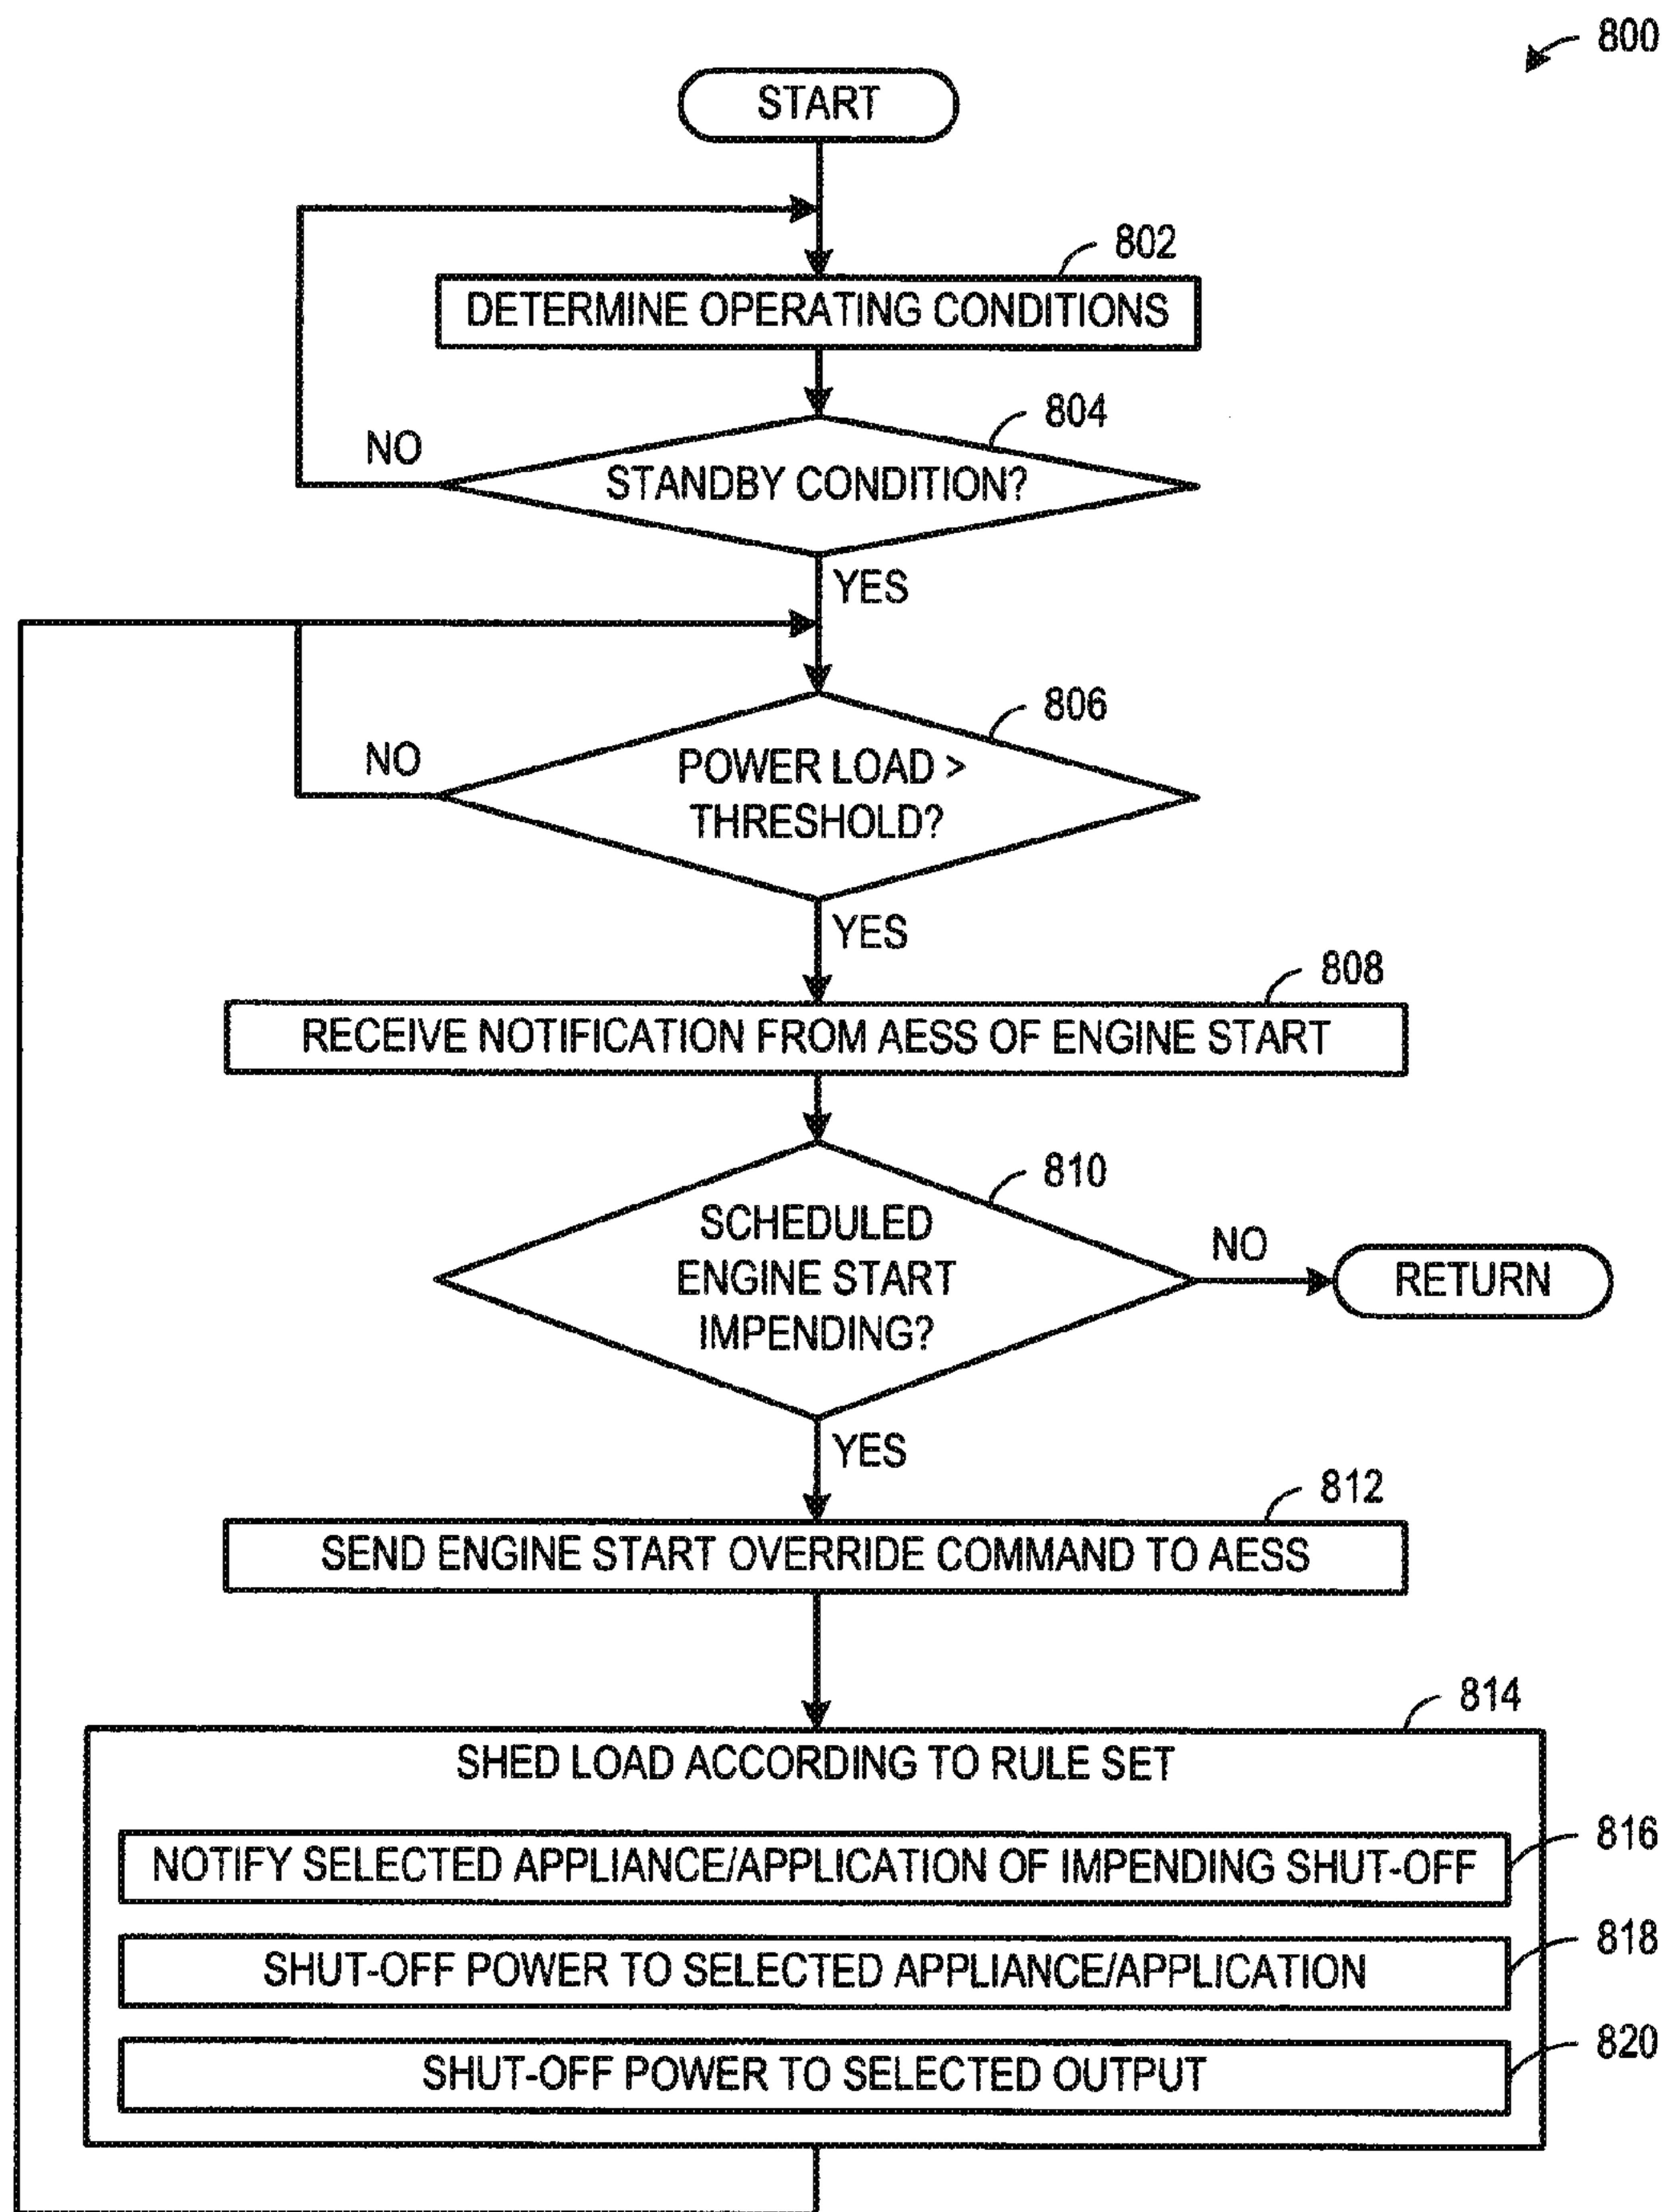 800
START
802
DETERMINE OPERATING CONDITIONS
804
NO
STANDBY CONDITION?
YES
806
NO
POWER LOAD >
THRESHOLD?
YES
808
RECEIVE NOTIFICATION FROM AESS OF ENGINE START
810
SCHEDULED
ENGINE START
IMPENDING?
NO
RETURN
YES
812
SEND ENGINE START OVERRIDE COMMAND TO AESS
814
SHED LOAD ACCORDING TO RULE SET
816
NOTIFY SELECTED APPLIANCE/APPLICATION OF IMPENDING SHUT-OFF
818
SHUT-OFF POWER TO SELECTED APPLIANCE/APPLICATION
820
SHUT-OFF POWER TO SELECTED OUTPUT